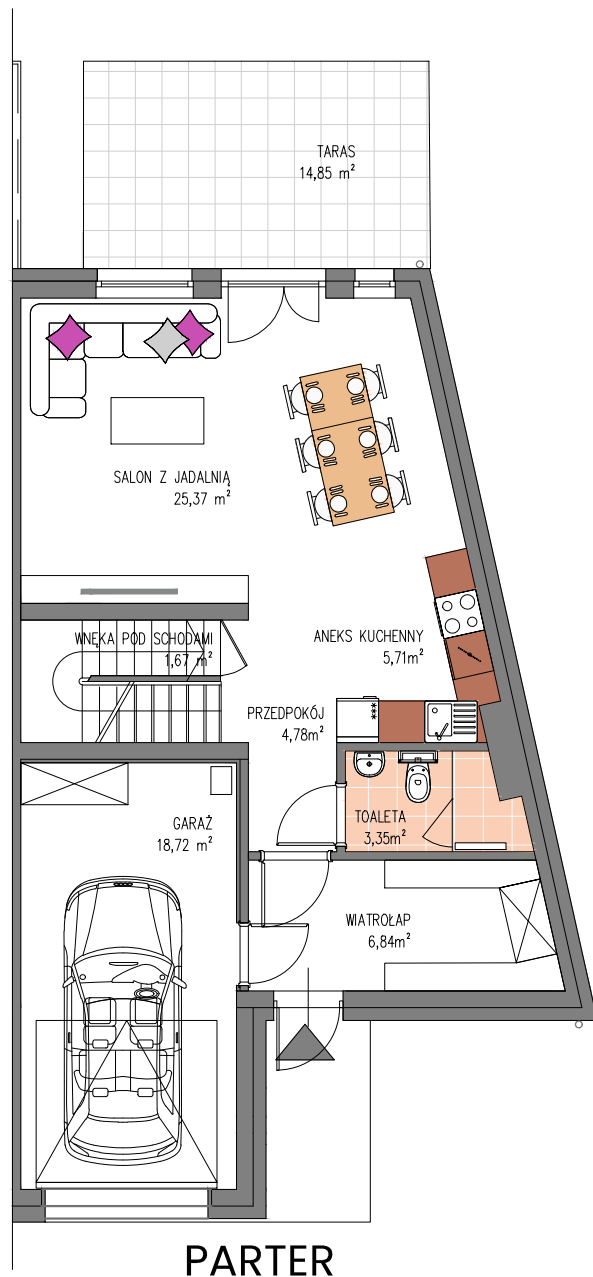 TARAS
14,85 m²
SALON Z JADALNIĄ
25,37 m²
WNĘKA POD SCHODAMI
1,67 m²
ANEKS KUCHENNY
5,71m²
PRZEDPOKÓJ
4,78m²
***
GARAŻ
18,72 m²
TOALETA
3,35m²
WIATROŁAP
6,84m²
PARTER